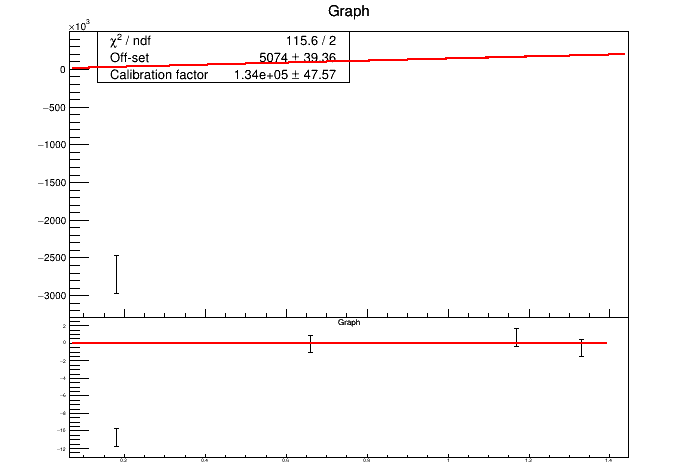 Graph
×10³
χ² / ndf 115.6 / 2
Off-set 5074 ± 39.36
Calibration factor 1.34e+05 ± 47.57
0
−500
−1000
−1500
−2000
−2500
−3000
Graph
2
0
−2
−4
−6
−8
−10
−12
0.2 0.4 0.6 0.8 1 1.2 1.4